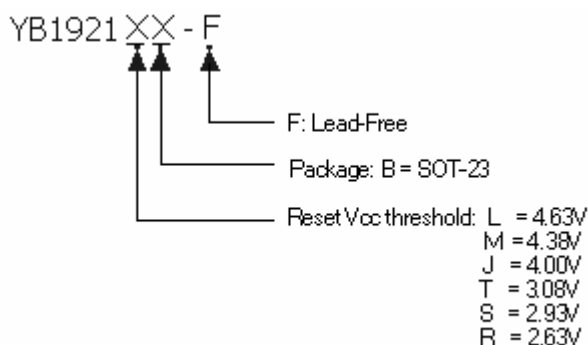 YB1921XX-F
F: Lead-Free
Package: B = SOT-23
Reset Vcc threshold: L = 4.63V
M = 4.38V
J = 4.00V
T = 3.08V
S = 2.93V
R = 2.63V